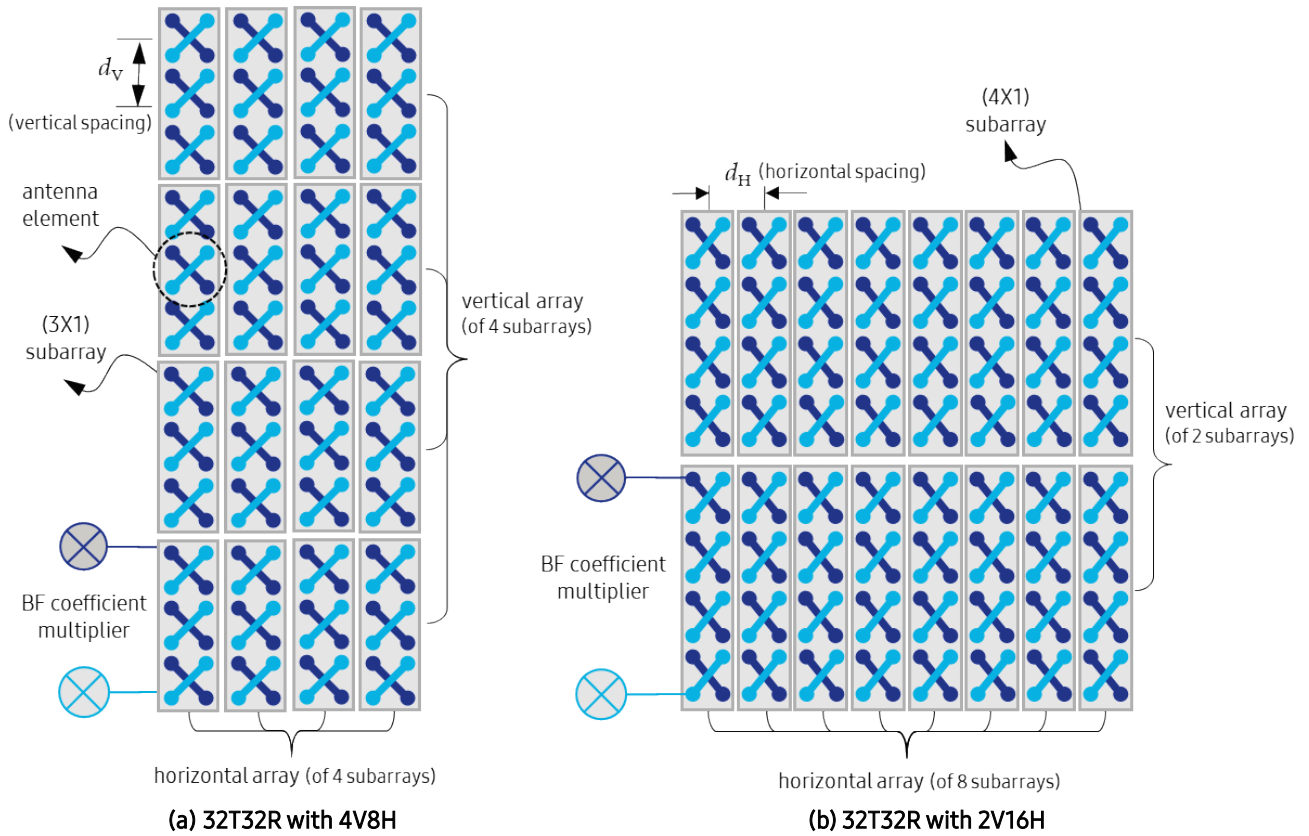 dV
(vertical spacing)
antenna
element
(3X1)
subarray
BF coefficient
multiplier
vertical array
(of 4 subarrays)
horizontal array (of 4 subarrays)
(a) 32T32R with 4V8H
(4X1)
subarray
dH (horizontal spacing)
vertical array
(of 2 subarrays)
BF coefficient
multiplier
horizontal array (of 8 subarrays)
(b) 32T32R with 2V16H